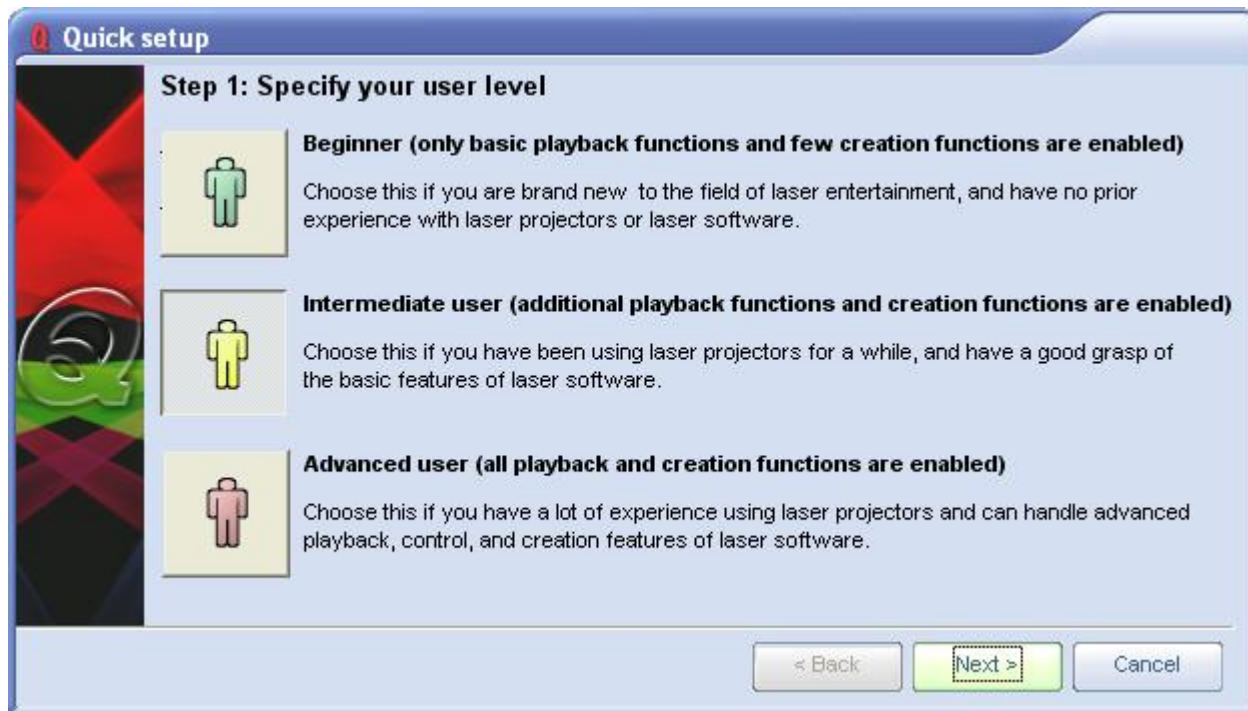 Quick setup
Step 1: Specify your user level
Beginner (only basic playback functions and few creation functions are enabled)
Choose this if you are brand new to the field of laser entertainment, and have no prior
experience with laser projectors or laser software.
Intermediate user (additional playback functions and creation functions are enabled)
Choose this if you have been using laser projectors for a while, and have a good grasp of
the basic features of laser software.
Advanced user (all playback and creation functions are enabled)
Choose this if you have a lot of experience using laser projectors and can handle advanced
playback, control, and creation features of laser software.
< Back Next > Cancel